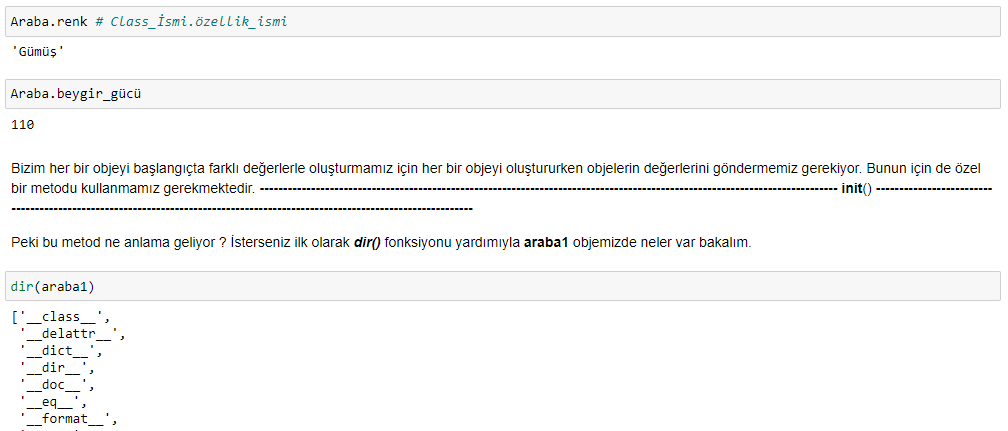 Araba.renk # Class_İsmi.özellik_ismi
'Gümüş'
Araba.beygir_gücü
110
Bizim her bir objeyi başlangıçta farklı değerlerle oluşturmamız için her bir objeyi oluştururken objelerin değerlerini göndermemiz gerekiyor. Bunun için de özel
bir metodu kullanmamız gerekmektedir. ------------------------------------------------------------------------------------------------------------------------------ init() -------------------------
----------------------------------------------------------------------------------------------------
Peki bu metod ne anlama geliyor ? İsterseniz ilk olarak dir() fonksiyonu yardımıyla araba1 objemizde neler var bakalım.
dir(araba1)
['__class__',
'__delattr__',
'__dict__',
'__dir__',
'__doc__',
'__eq__',
'__format__',